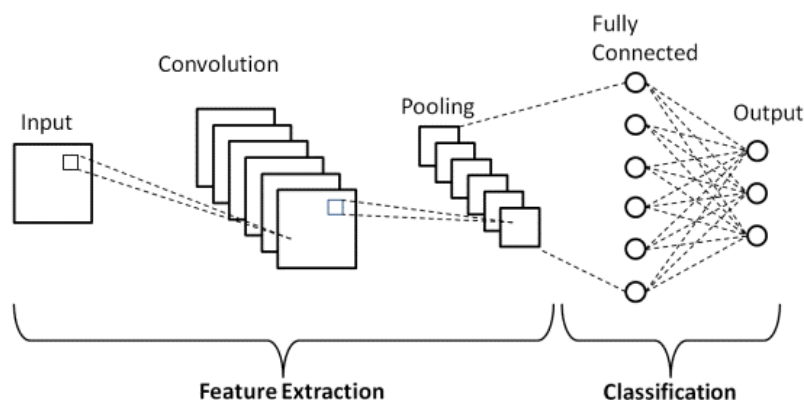 Input
Convolution
Pooling
Fully
Connected
Output
Feature Extraction
Classification